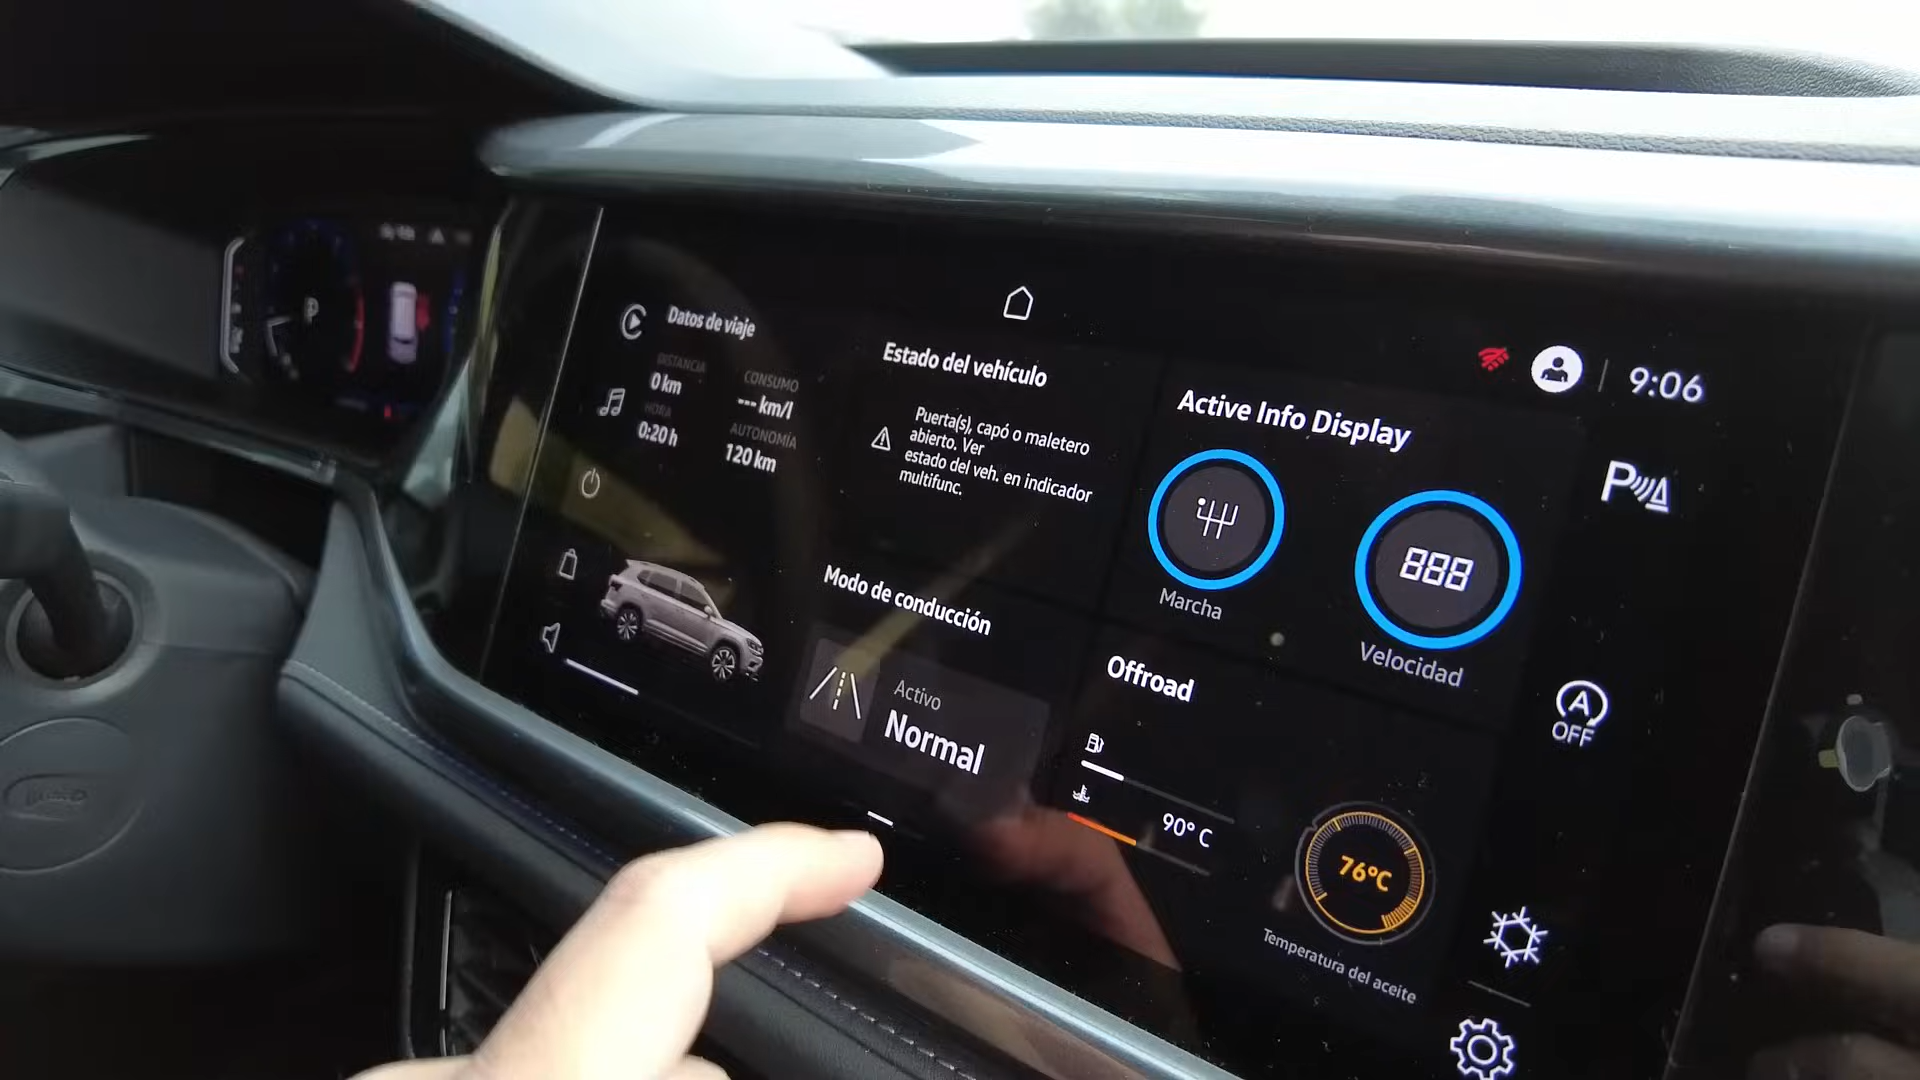 Datos de viaje
DISTANCIA
0 km
CONSUMO
--- km/l
HORA
0:20 h
AUTONOMÍA
120 km
Estado del vehículo
Puerta(s), capó o maletero
abierto. Ver
estado del veh. en indicador
multifunc.
Modo de conducción
Activo
Normal
Active Info Display
Marcha
888
Velocidad
Offroad
90° C
76°C
Temperatura del aceite
9:06
P
A
OFF
P